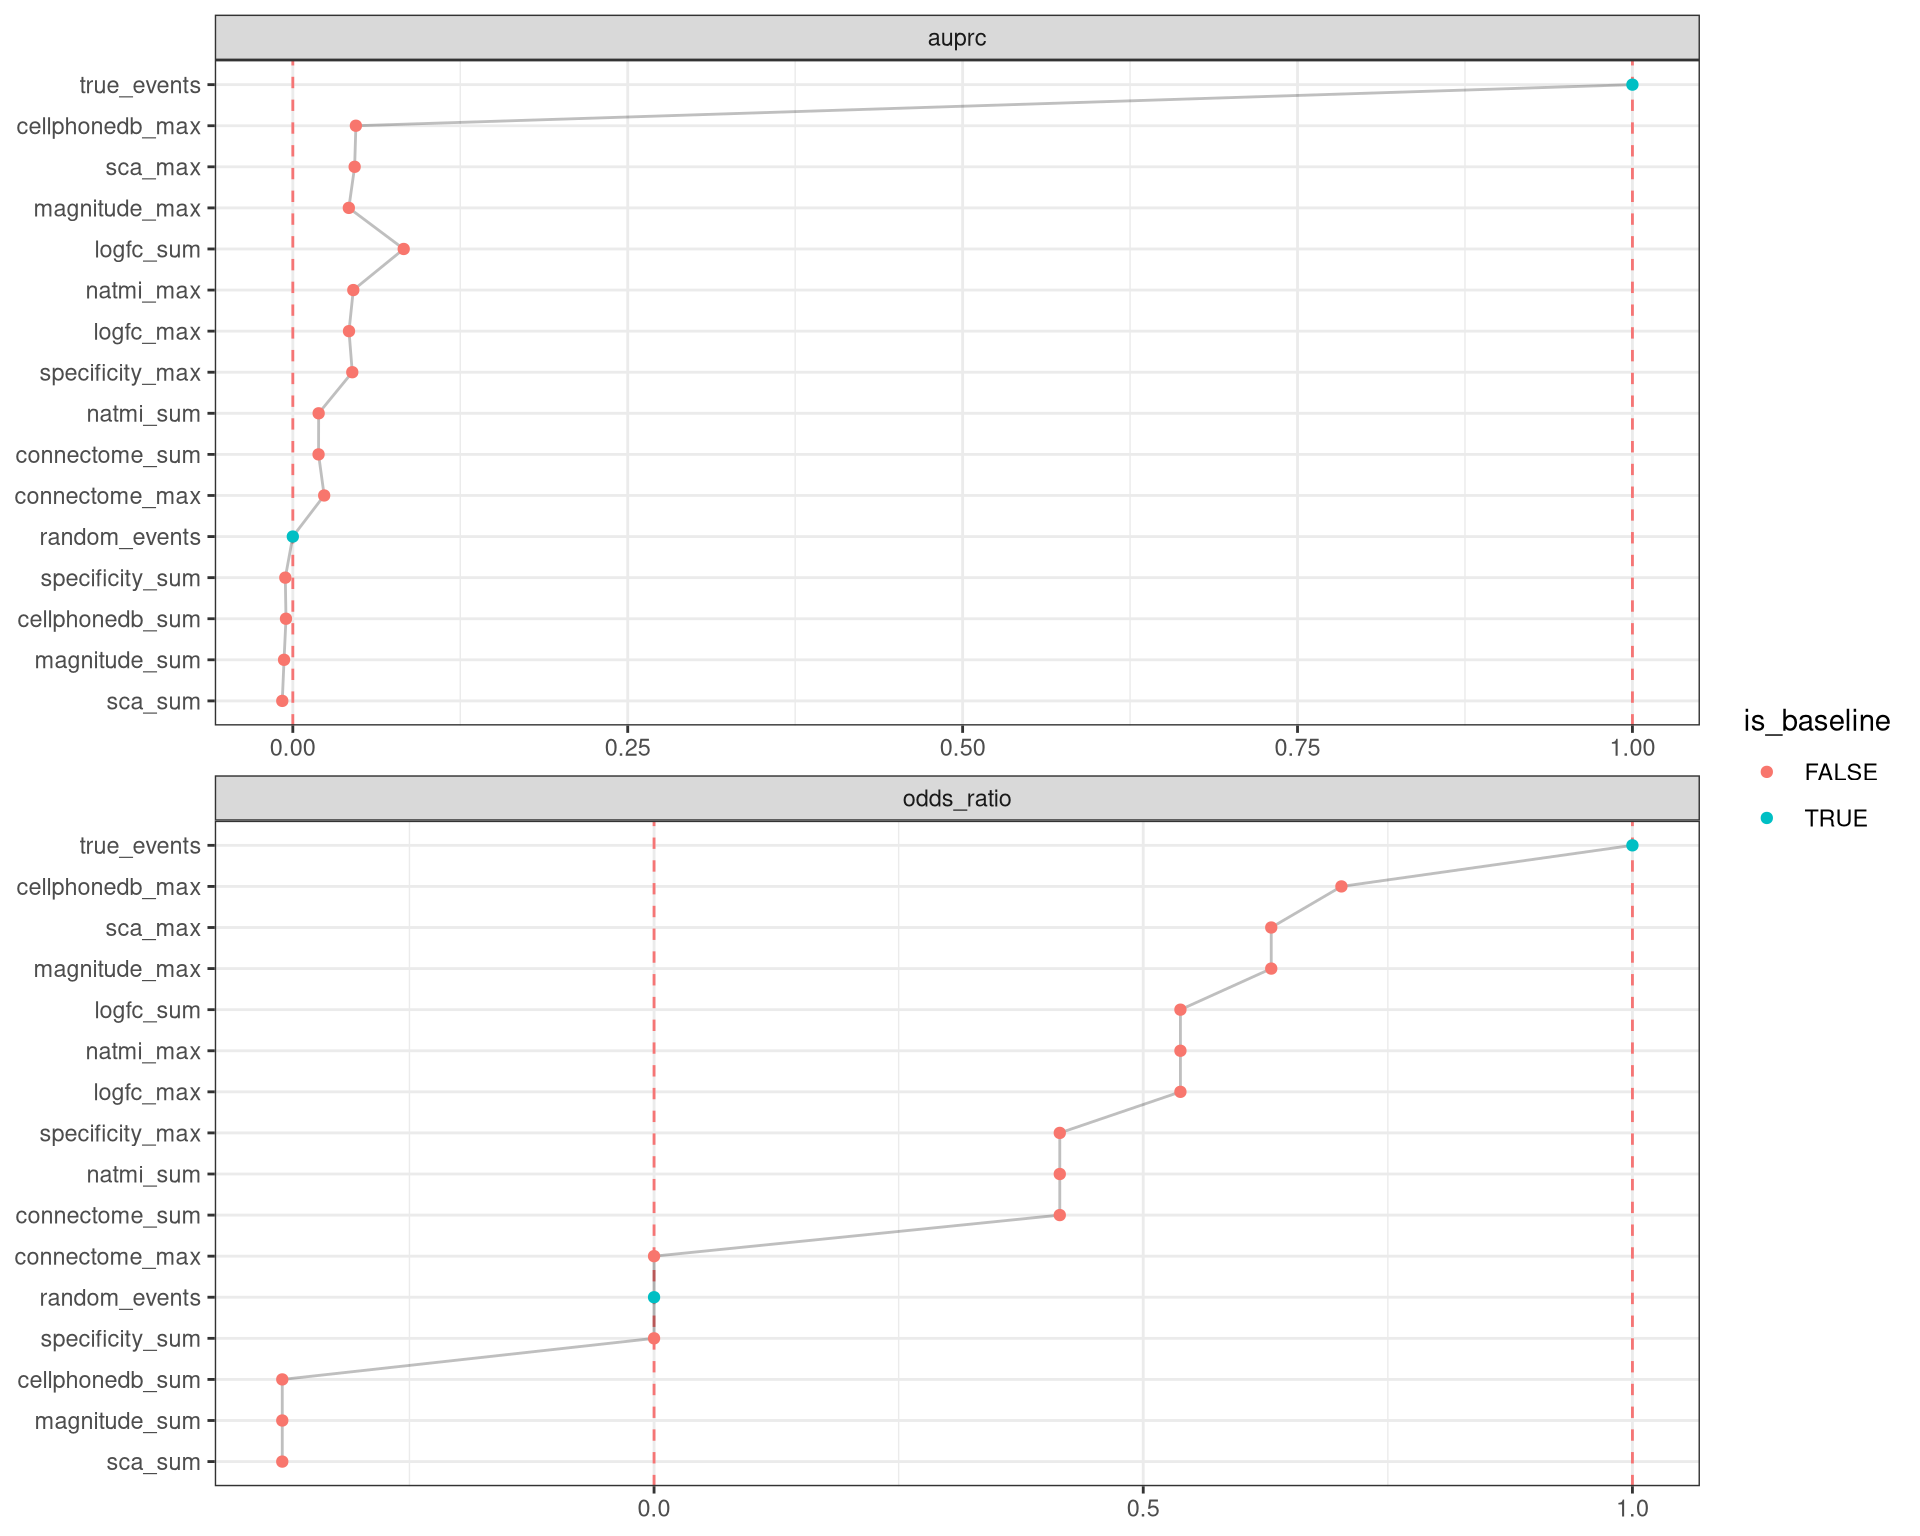 auprc
true_events
cellphonedb_max
sca_max
magnitude_max
logfc_sum
natmi_max
logfc_max
specificity_max
natmi_sum
connectome_sum
connectome_max
random_events
specificity_sum
cellphonedb_sum
magnitude_sum
sca_sum
0.00 0.25 0.50 0.75 1.00
odds_ratio
true_events
cellphonedb_max
sca_max
magnitude_max
logfc_sum
natmi_max
logfc_max
specificity_max
natmi_sum
connectome_sum
connectome_max
random_events
specificity_sum
cellphonedb_sum
magnitude_sum
sca_sum
0.0 0.5 1.0
is_baseline
FALSE
TRUE